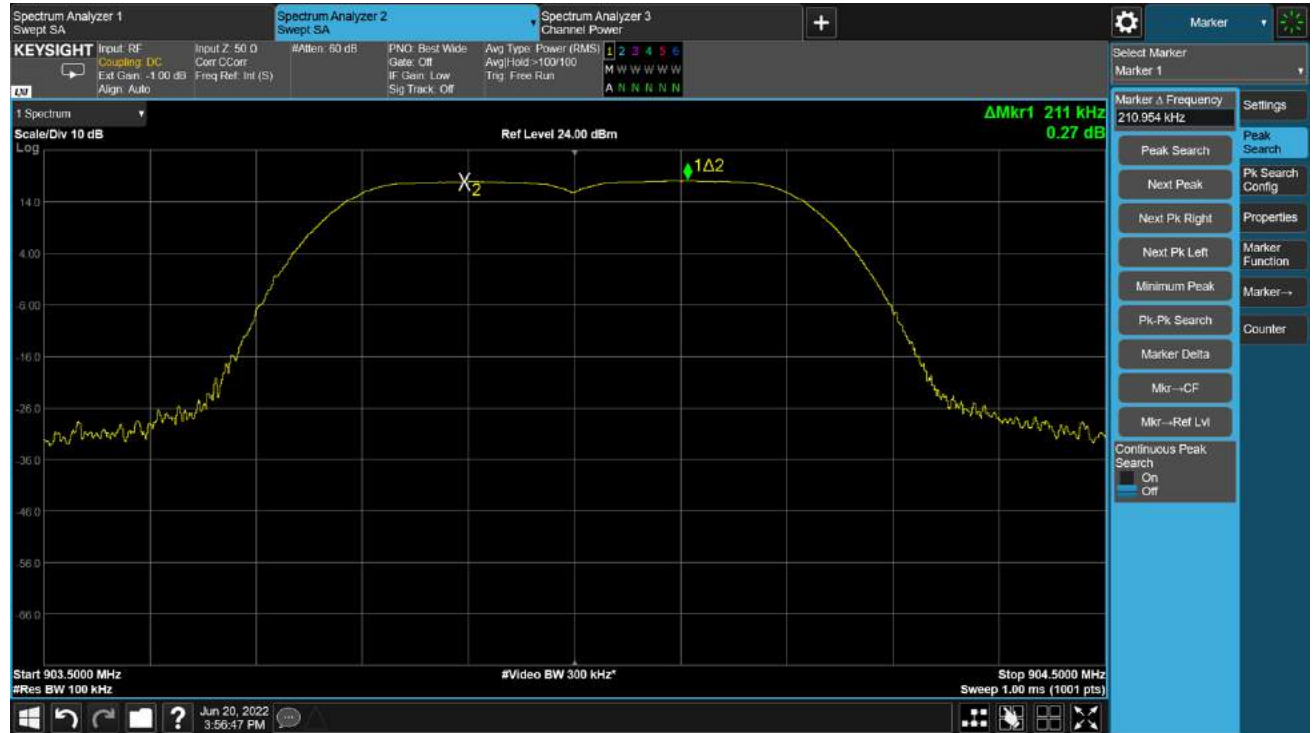 Spectrum Analyzer 1
Swept SA
Spectrum Analyzer 2
Swept SA
Spectrum Analyzer 3
Channel Power
+
Marker
KEYSIGHT
LXI
Input: RF
Coupling: DC
Ext Gain: -1.00 dB
Align: Auto
Input Z: 50 Ω
Corr CCorr
Freq Ref: Int (S)
#Atten: 60 dB
PNO: Best Wide
Gate: Off
IF Gain: Low
Sig Track: Off
Avg Type: Power (RMS)
Avg|Hold:>100/100
Trig: Free Run
1 2 3 4 5 6
M W W W W W
A N N N N N
Select Marker
Marker 1
1 Spectrum
Scale/Div 10 dB
Log
Ref Level 24.00 dBm
ΔMkr1 211 kHz
0.27 dB
1Δ2
X2
14.0
4.00
-6.00
-16.0
-26.0
-36.0
-46.0
-56.0
-66.0
Start 903.5000 MHz
#Res BW 100 kHz
#Video BW 300 kHz*
Stop 904.5000 MHz
Sweep 1.00 ms (1001 pts)
Marker Δ Frequency
210.954 kHz
Peak Search
Next Peak
Next Pk Right
Next Pk Left
Minimum Peak
Pk-Pk Search
Marker Delta
Mkr→CF
Mkr→Ref Lvl
Continuous Peak
Search
On
Off
Settings
Peak
Search
Pk Search
Config
Properties
Marker
Function
Marker→
Counter
?
Jun 20, 2022
3:56:47 PM